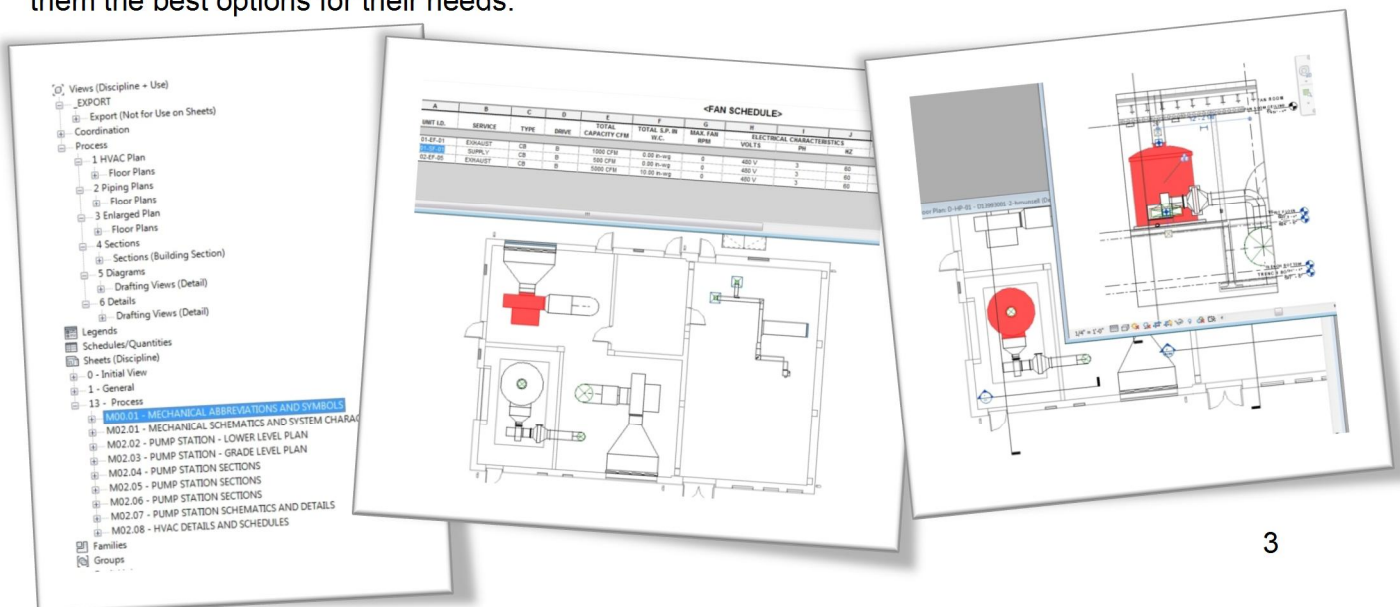 them the best options for their needs.
Views (Discipline + Use)
_EXPORT
Export (Not for Use on Sheets)
Coordination
Process
1 HVAC Plan
Floor Plans
2 Piping Plans
Floor Plans
3 Enlarged Plan
Floor Plans
4 Sections
Sections (Building Section)
5 Diagrams
Drafting Views (Detail)
6 Details
Drafting Views (Detail)
Legends
Schedules/Quantities
Sheets (Discipline)
0 - Initial View
1 - General
13 - Process
M00.01 - MECHANICAL ABBREVIATIONS AND SYMBOLS
M02.01 - MECHANICAL SCHEMATICS AND SYSTEM CHARAC
M02.02 - PUMP STATION - LOWER LEVEL PLAN
M02.03 - PUMP STATION - GRADE LEVEL PLAN
M02.04 - PUMP STATION SECTIONS
M02.05 - PUMP STATION SECTIONS
M02.06 - PUMP STATION SECTIONS
M02.07 - PUMP STATION SCHEMATICS AND DETAILS
M02.08 - HVAC DETAILS AND SCHEDULES
Families
Groups
<FAN SCHEDULE>
A B C D E F G H I J
UNIT I.D. SERVICE TYPE DRIVE TOTAL CAPACITY CFM TOTAL S.P. IN W.C. MAX. FAN RPM ELECTRICAL CHARACTERISTICS
VOLTS PH HZ
01-EF-01 EXHAUST CB B 1000 CFM 0.00 in-wg 0 480 V 3 60
SUPPLY CB B 500 CFM 0.00 in-wg 0 480 V 3 60
02-EF-05 EXHAUST CB B 5000 CFM 10.00 in-wg 0 480 V 3 60
FAN ROOM
1/4" = 1'-0"
3